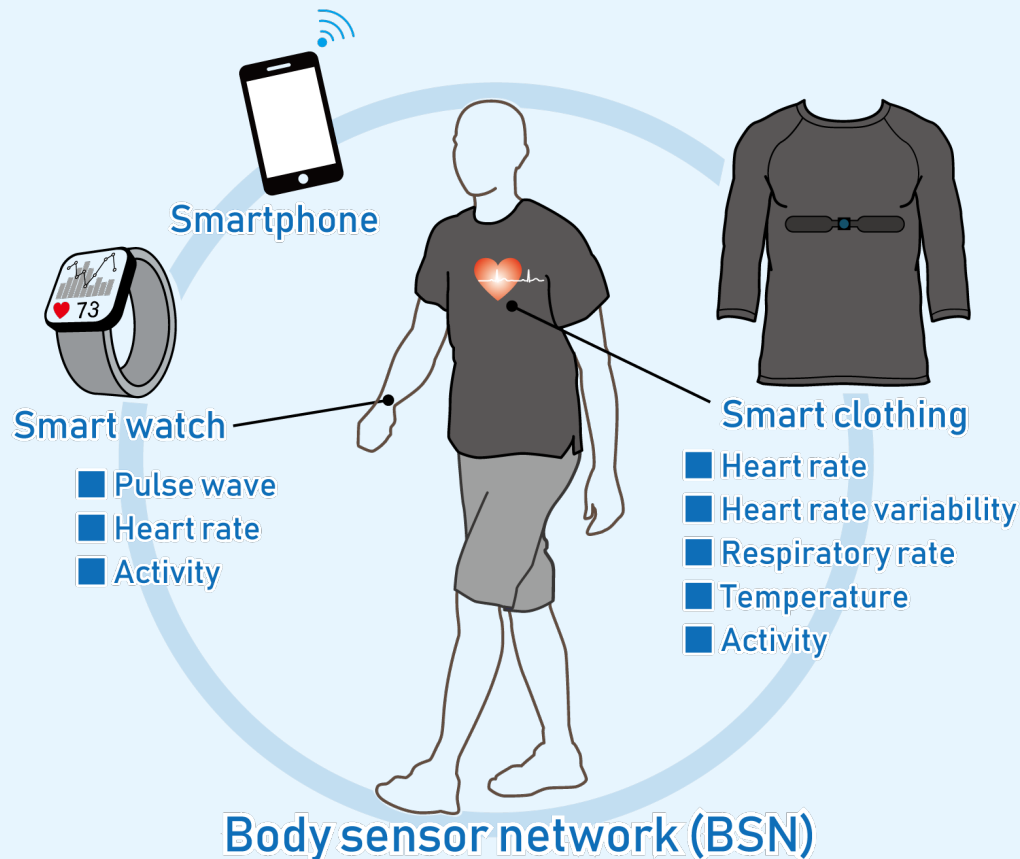 Smartphone
73
Smart watch
Pulse wave
Heart rate
Activity
Smart clothing
Heart rate
Heart rate variability
Respiratory rate
Temperature
Activity
Body sensor network (BSN)